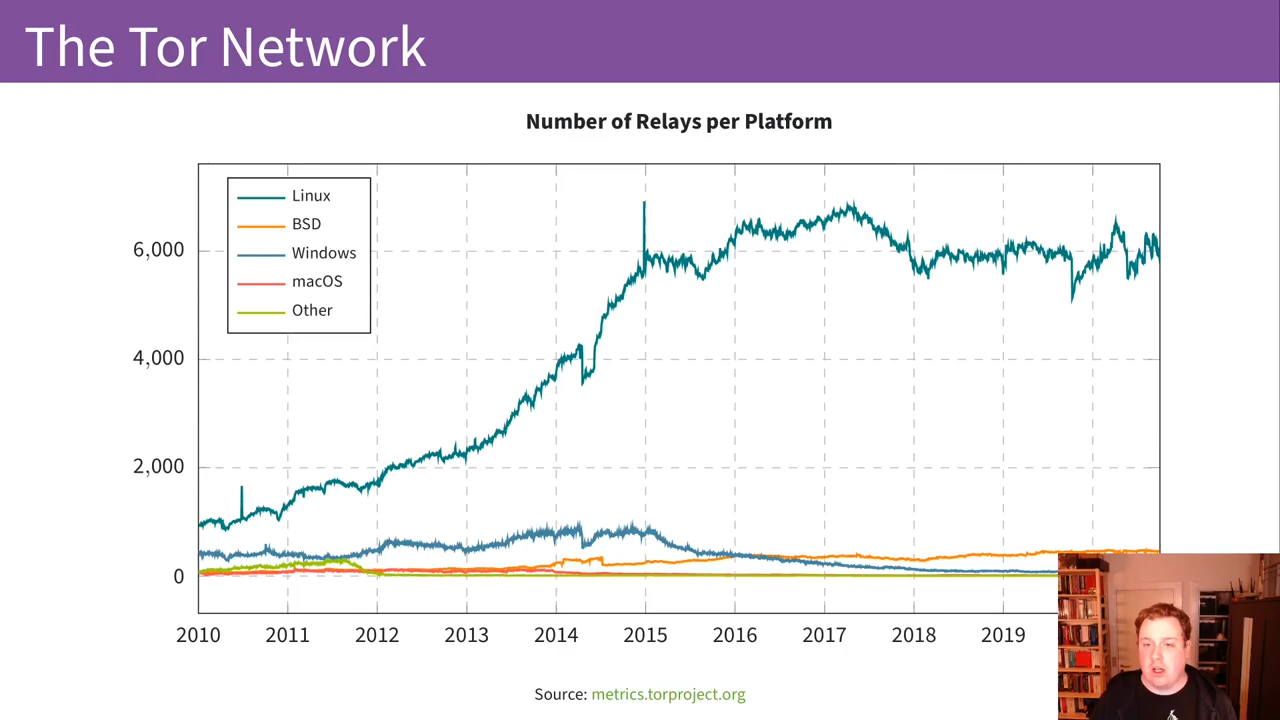 The Tor Network
Number of Relays per Platform
Linux
BSD
Windows
macOS
Other
6,000
4,000
2,000
0
2010 2011 2012 2013 2014 2015 2016 2017 2018 2019
Source: metrics.torproject.org